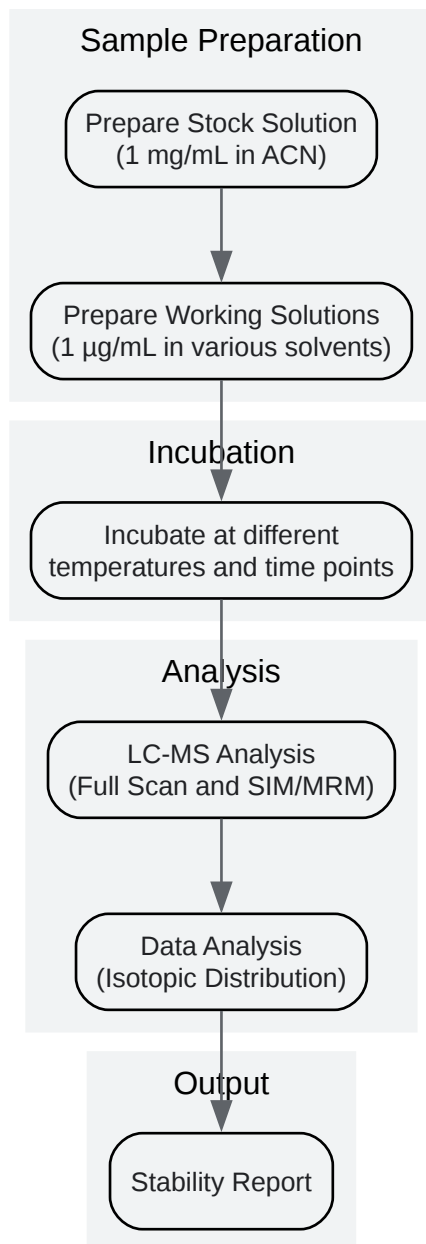 Sample Preparation
Prepare Stock Solution
(1 mg/mL in ACN)
Prepare Working Solutions
(1 µg/mL in various solvents)
Incubation
Incubate at different
temperatures and time points
Analysis
LC-MS Analysis
(Full Scan and SIM/MRM)
Data Analysis
(Isotopic Distribution)
Output
Stability Report